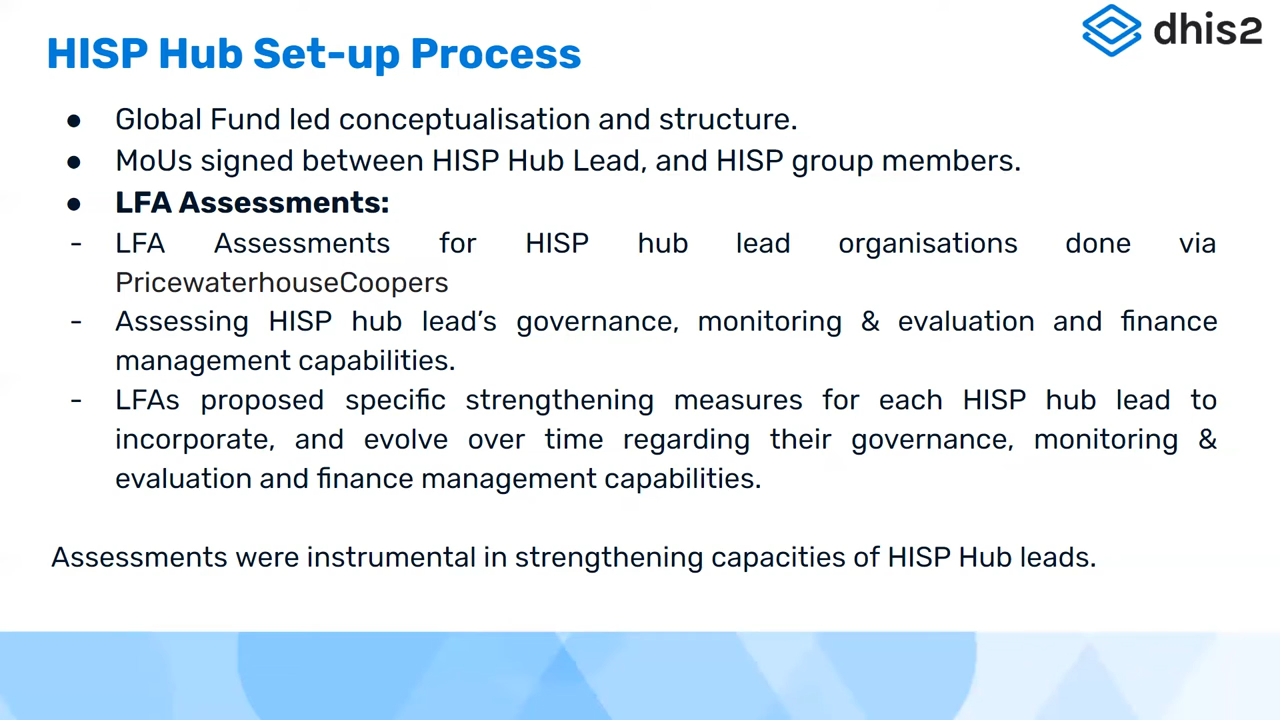 dhis2
HISP Hub Set-up Process
● Global Fund led conceptualisation and structure.
● MoUs signed between HISP Hub Lead, and HISP group members.
● LFA Assessments:
- LFA Assessments for HISP hub lead organisations done via
PricewaterhouseCoopers
- Assessing HISP hub lead’s governance, monitoring & evaluation and finance
management capabilities.
- LFAs proposed specific strengthening measures for each HISP hub lead to
incorporate, and evolve over time regarding their governance, monitoring &
evaluation and finance management capabilities.
Assessments were instrumental in strengthening capacities of HISP Hub leads.